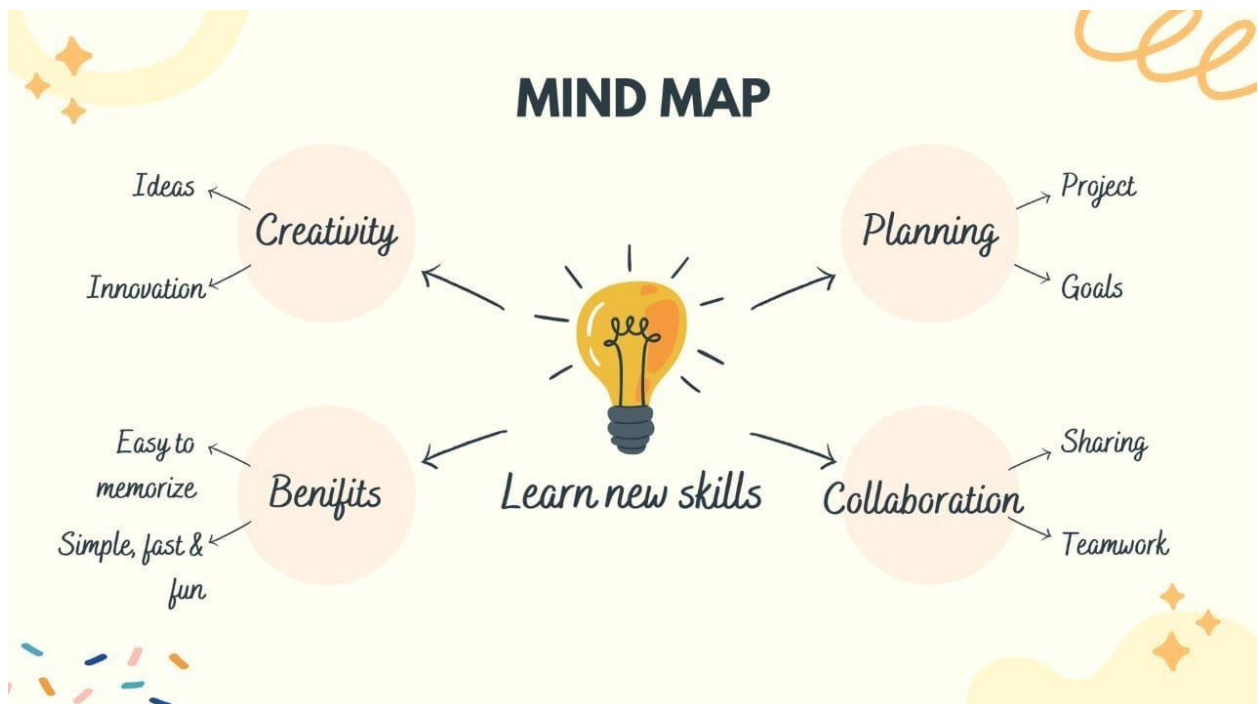 MIND MAP
Ideas
Creativity
Innovation
Planning
Project
Goals
Easy to
memorize
Benifits
Simple, fast &
fun
Learn new skills
Collaboration
Sharing
Teamwork